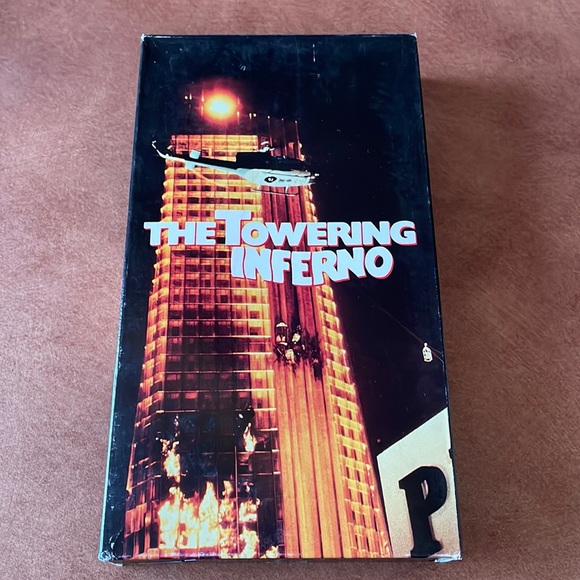 THE TOWERING
INFERNO
P